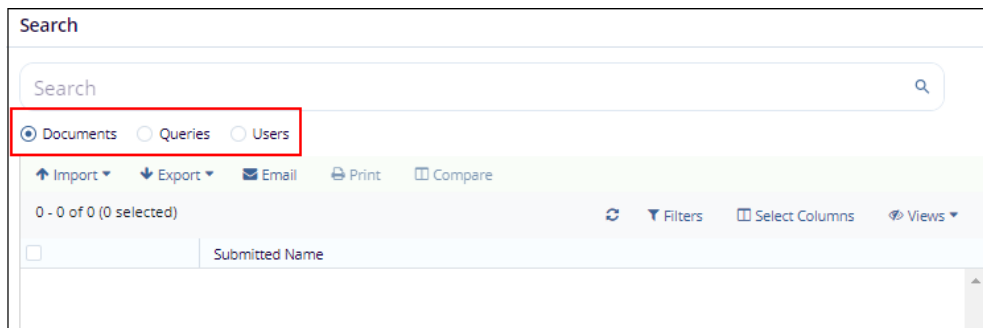 Search
Search
Documents Queries Users
Import Export Email Print Compare
0 - 0 of 0 (0 selected) Filters Select Columns Views
Submitted Name